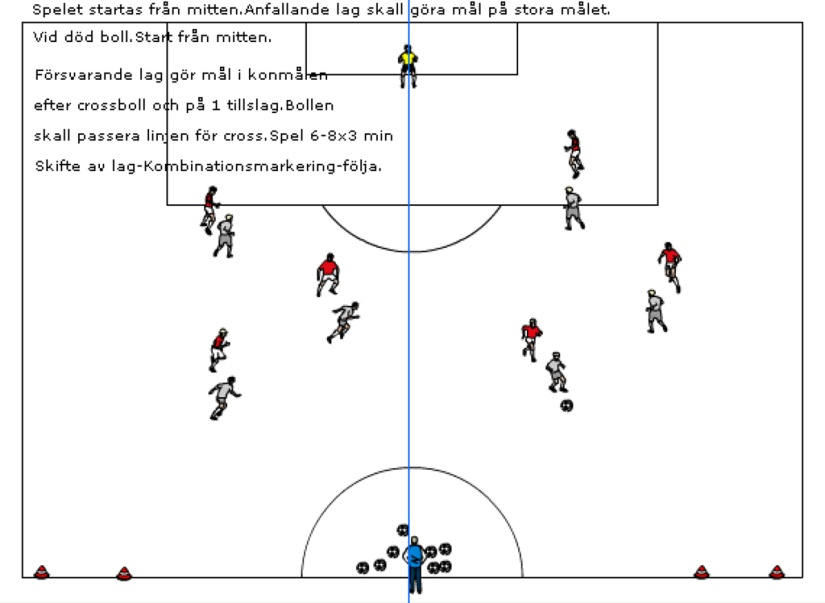 Spelet startas från mitten.Anfallande lag skall göra mål på stora målet.
Vid död boll.Start från mitten.
Försvarande lag gör mål i konmålen
efter crossboll och på 1 tillslag.Bollen
skall passera linjen för cross.Spel 6-8x3 min
Skifte av lag-Kombinationsmarkering-följa.